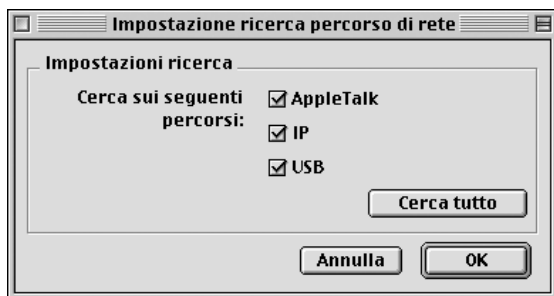 Impostazione ricerca percorso di rete
Impostazioni ricerca
Cerca sui seguenti
percorsi:
AppleTalk
IP
USB
Cerca tutto
Annulla
OK